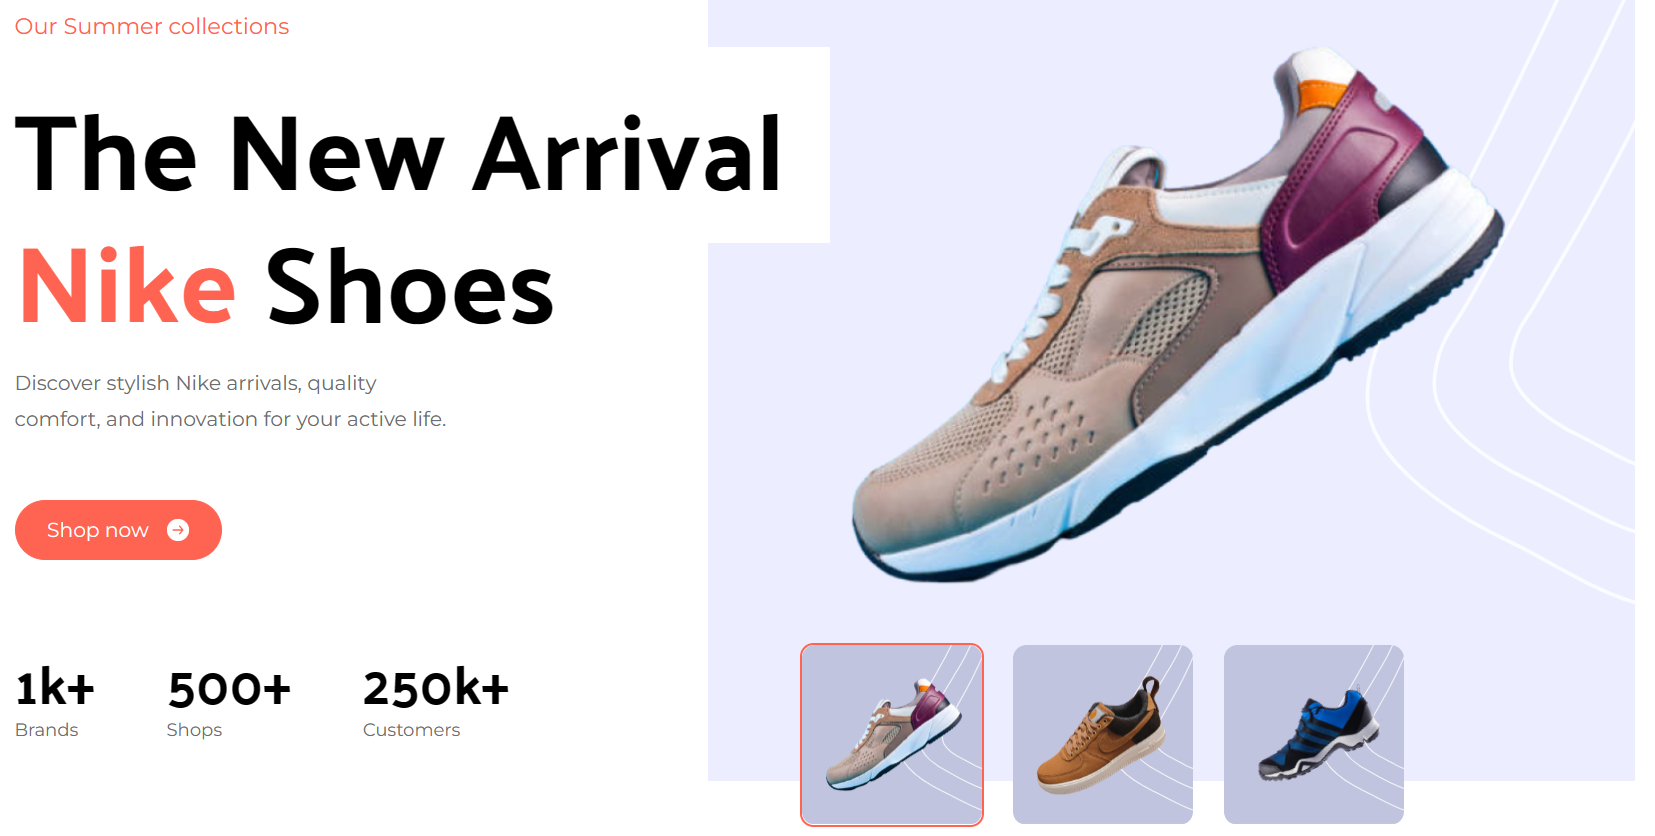 Our Summer collections
The New Arrival
Nike Shoes
Discover stylish Nike arrivals, quality
comfort, and innovation for your active life.
Shop now
1k+
Brands
500+
Shops
250k+
Customers